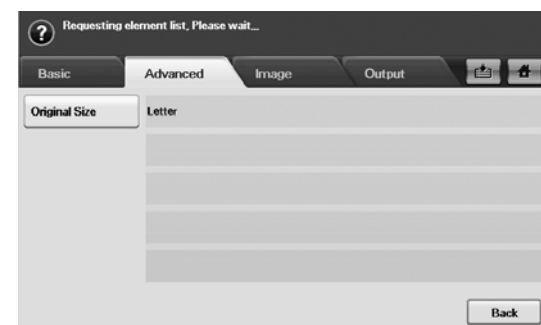 Requesting element list, Please wait...
Basic Advanced Image Output
Original Size Letter
Back